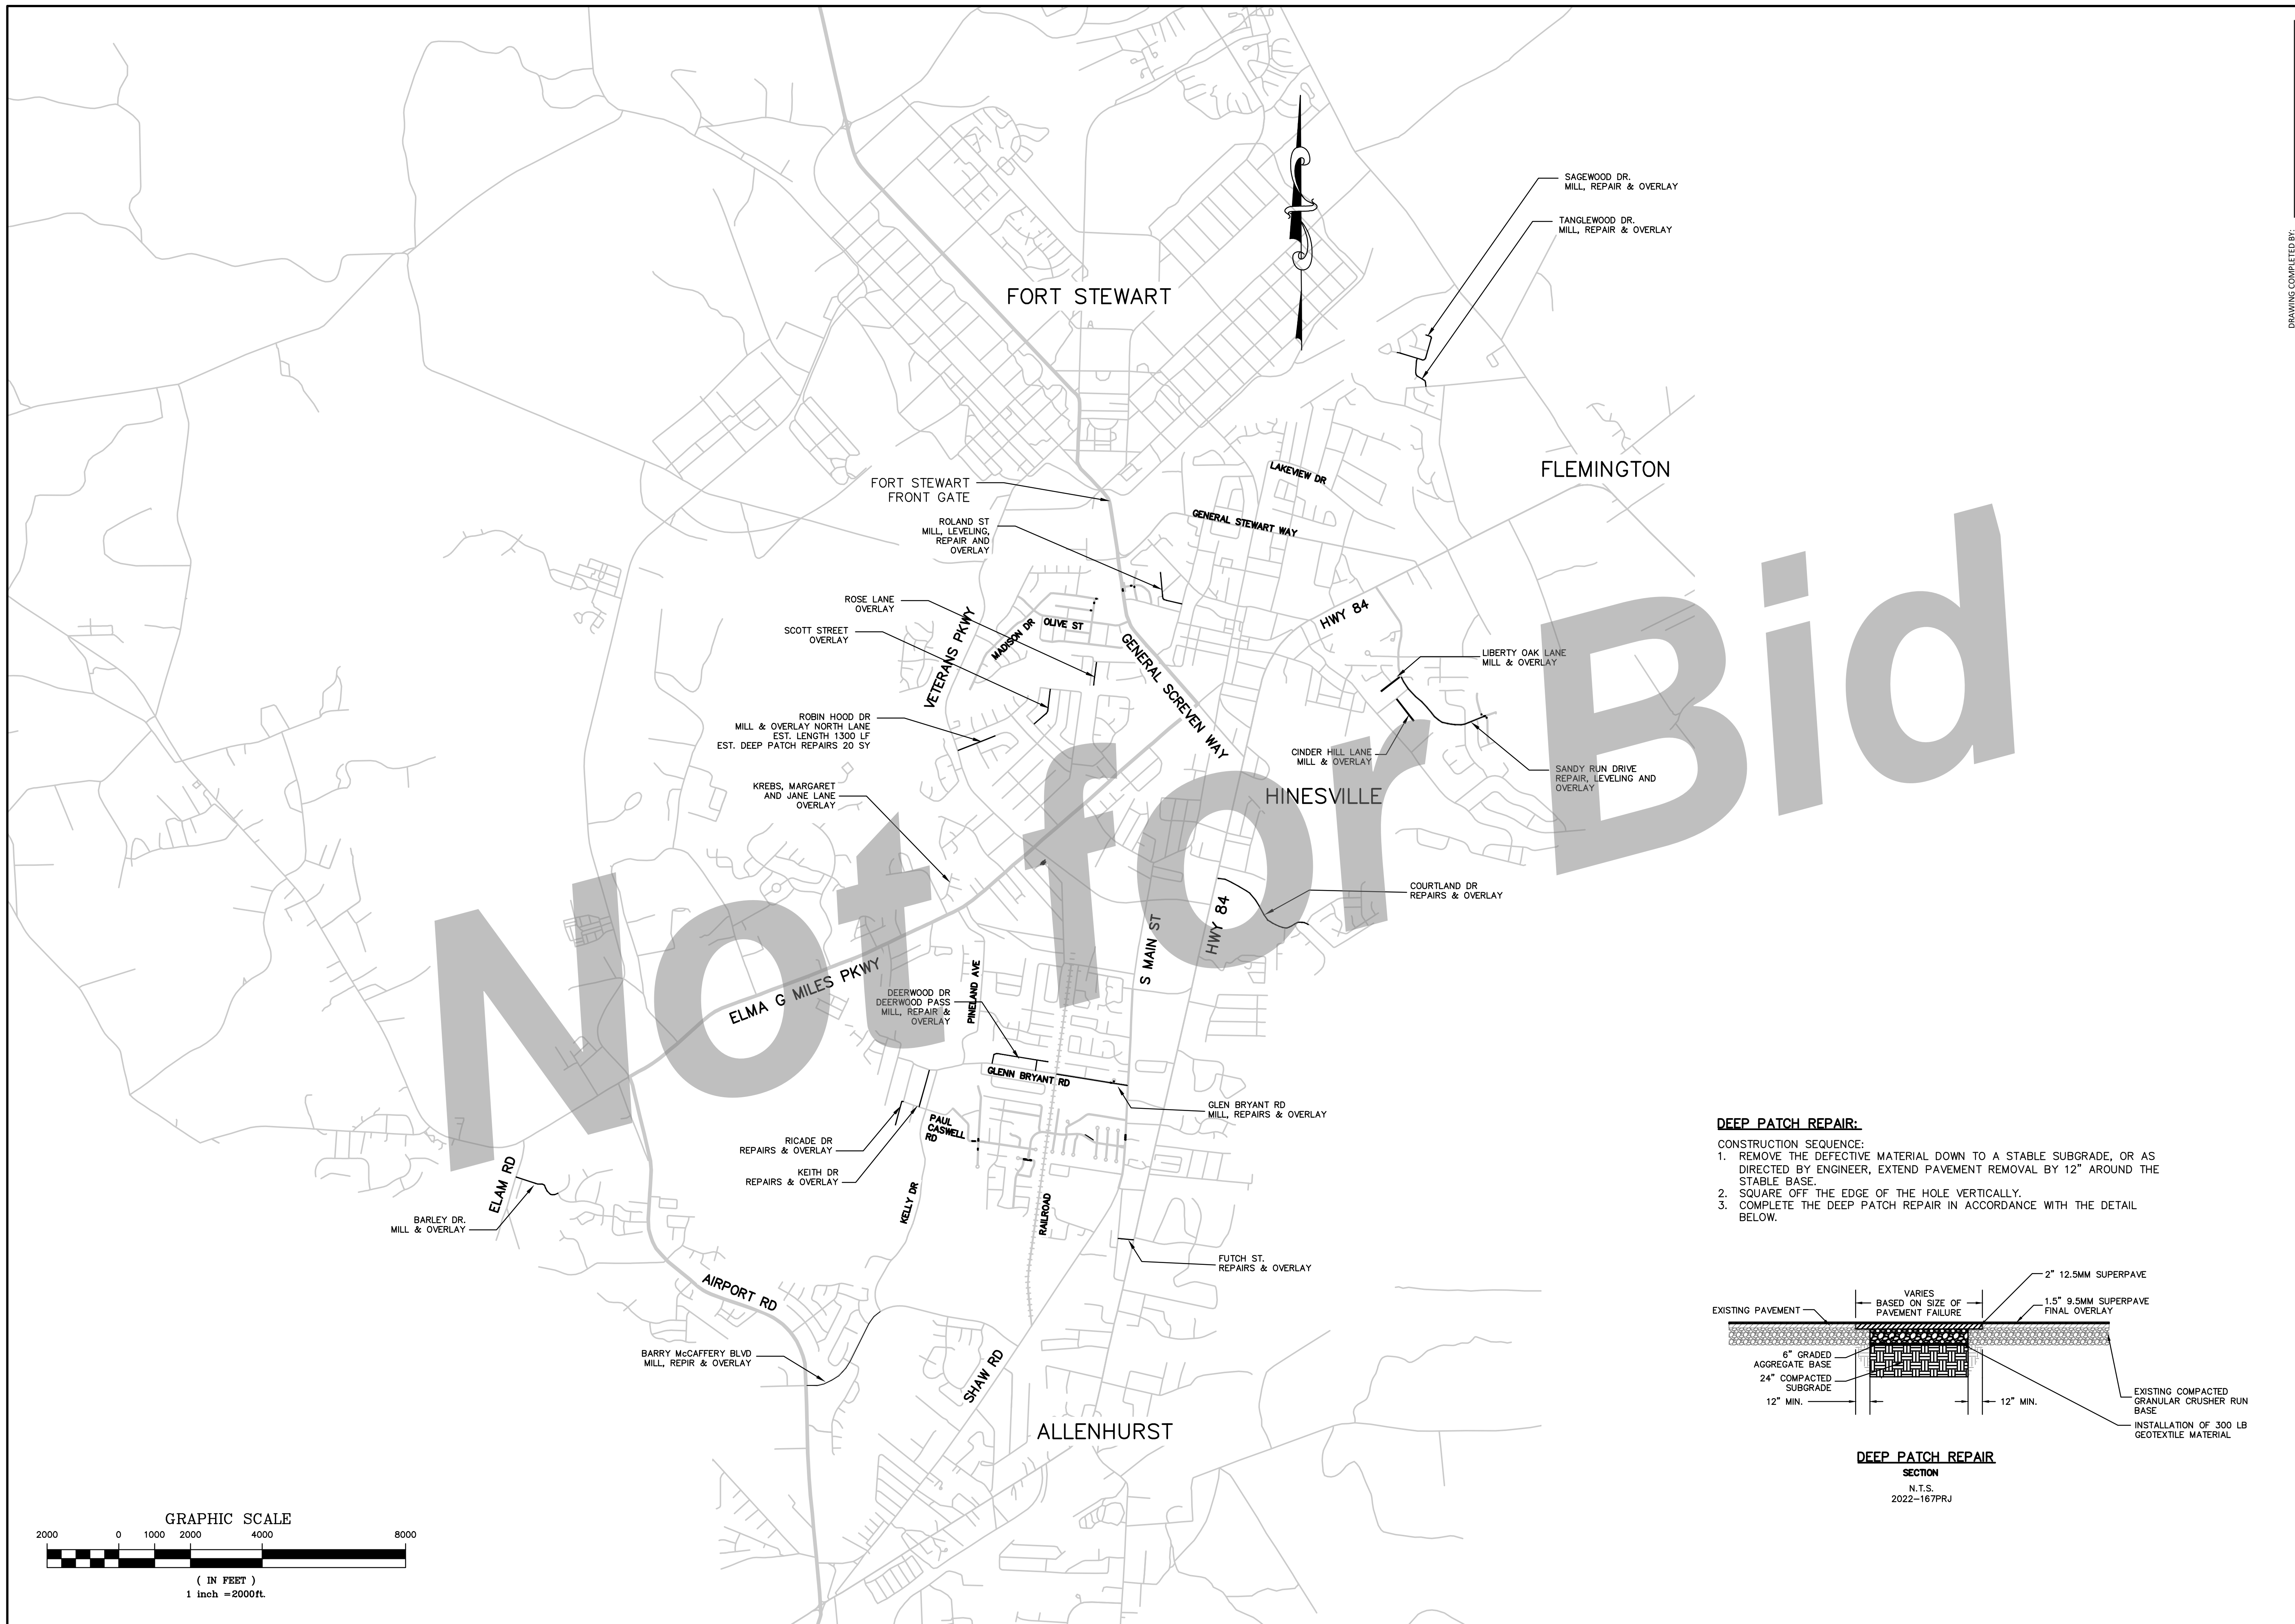 DRAWING COMPLETED BY:
SAGEWOOD DR.
MILL, REPAIR & OVERLAY
TANGLEWOOD DR.
MILL, REPAIR & OVERLAY
FORT STEWART
FLEMINGTON
LAKEVIEW DR
FORT STEWART
FRONT GATE
GENERAL STEWART WAY
ROLAND ST
MILL, LEVELING,
REPAIR AND
OVERLAY
ROSE LANE
OVERLAY
SCOTT STREET
OVERLAY
VETERANS PKWY
MADISON DR
OLIVE ST
GENERAL SCREVEN WAY
HWY 84
LIBERTY OAK LANE
MILL & OVERLAY
ROBIN HOOD DR
MILL & OVERLAY NORTH LANE
EST. LENGTH 1300 LF
EST. DEEP PATCH REPAIRS 20 SY
CINDER HILL LANE
MILL & OVERLAY
SANDY RUN DRIVE
REPAIR, LEVELING AND
OVERLAY
KREBS, MARGARET
AND JANE LANE
OVERLAY
HINESVILLE
Not for Bid
COURTLAND DR
REPAIRS & OVERLAY
HWY 84
S MAIN ST
ELMA G MILES PKWY
PINELAND AVE
DEERWOOD DR
DEERWOOD PASS
MILL, REPAIR &
OVERLAY
GLENN BRYANT RD
GLEN BRYANT RD
MILL, REPAIRS & OVERLAY
PAUL
CASWELL
RD
RICADE DR
REPAIRS & OVERLAY
KEITH DR
REPAIRS & OVERLAY
ELAM RD
KELLY DR
RAILROAD
BARLEY DR.
MILL & OVERLAY
FUTCH ST.
REPAIRS & OVERLAY
AIRPORT RD
BARRY McCAFFERY BLVD
MILL, REPIR & OVERLAY
SHAW RD
ALLENHURST
DEEP PATCH REPAIR:
CONSTRUCTION SEQUENCE:
1. REMOVE THE DEFECTIVE MATERIAL DOWN TO A STABLE SUBGRADE, OR AS
DIRECTED BY ENGINEER, EXTEND PAVEMENT REMOVAL BY 12" AROUND THE
STABLE BASE.
2. SQUARE OFF THE EDGE OF THE HOLE VERTICALLY.
3. COMPLETE THE DEEP PATCH REPAIR IN ACCORDANCE WITH THE DETAIL
BELOW.
2" 12.5MM SUPERPAVE
VARIES
BASED ON SIZE OF
PAVEMENT FAILURE
EXISTING PAVEMENT
1.5" 9.5MM SUPERPAVE
FINAL OVERLAY
6" GRADED
AGGREGATE BASE
24" COMPACTED
SUBGRADE
12" MIN.
12" MIN.
EXISTING COMPACTED
GRANULAR CRUSHER RUN
BASE
INSTALLATION OF 300 LB
GEOTEXTILE MATERIAL
DEEP PATCH REPAIR
SECTION
N.T.S.
2022-167PRJ
GRAPHIC SCALE
2000 0 1000 2000 4000 8000
( IN FEET )
1 inch =2000ft.